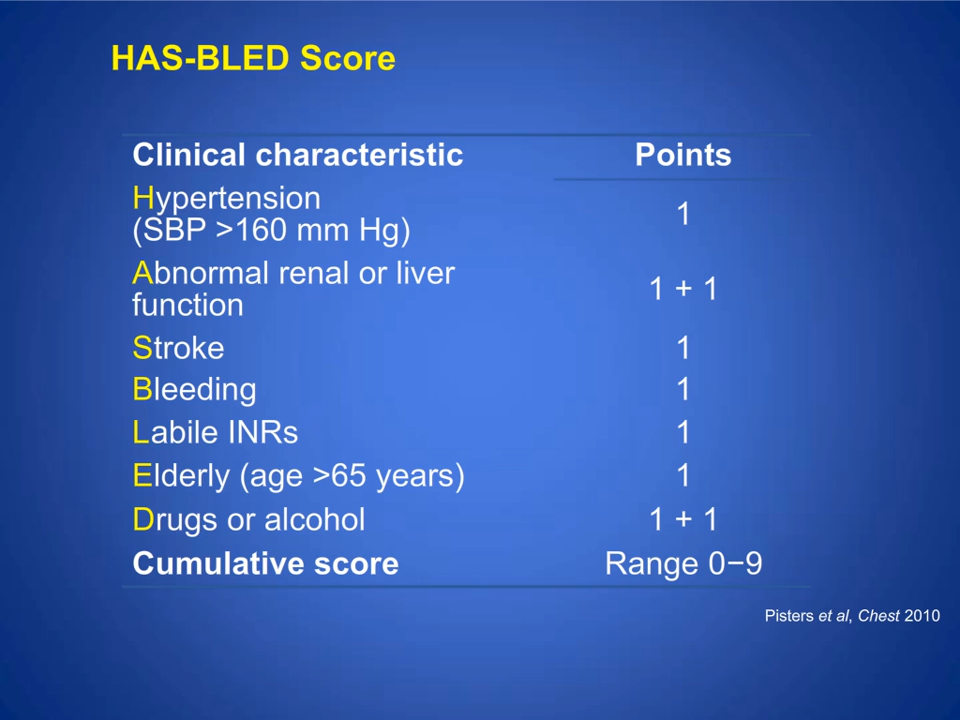 HAS-BLED Score
Clinical characteristic Points
Hypertension
(SBP >160 mm Hg) 1
Abnormal renal or liver
function 1 + 1
Stroke 1
Bleeding 1
Labile INRs 1
Elderly (age >65 years) 1
Drugs or alcohol 1 + 1
Cumulative score Range 0−9
Pisters et al, Chest 2010